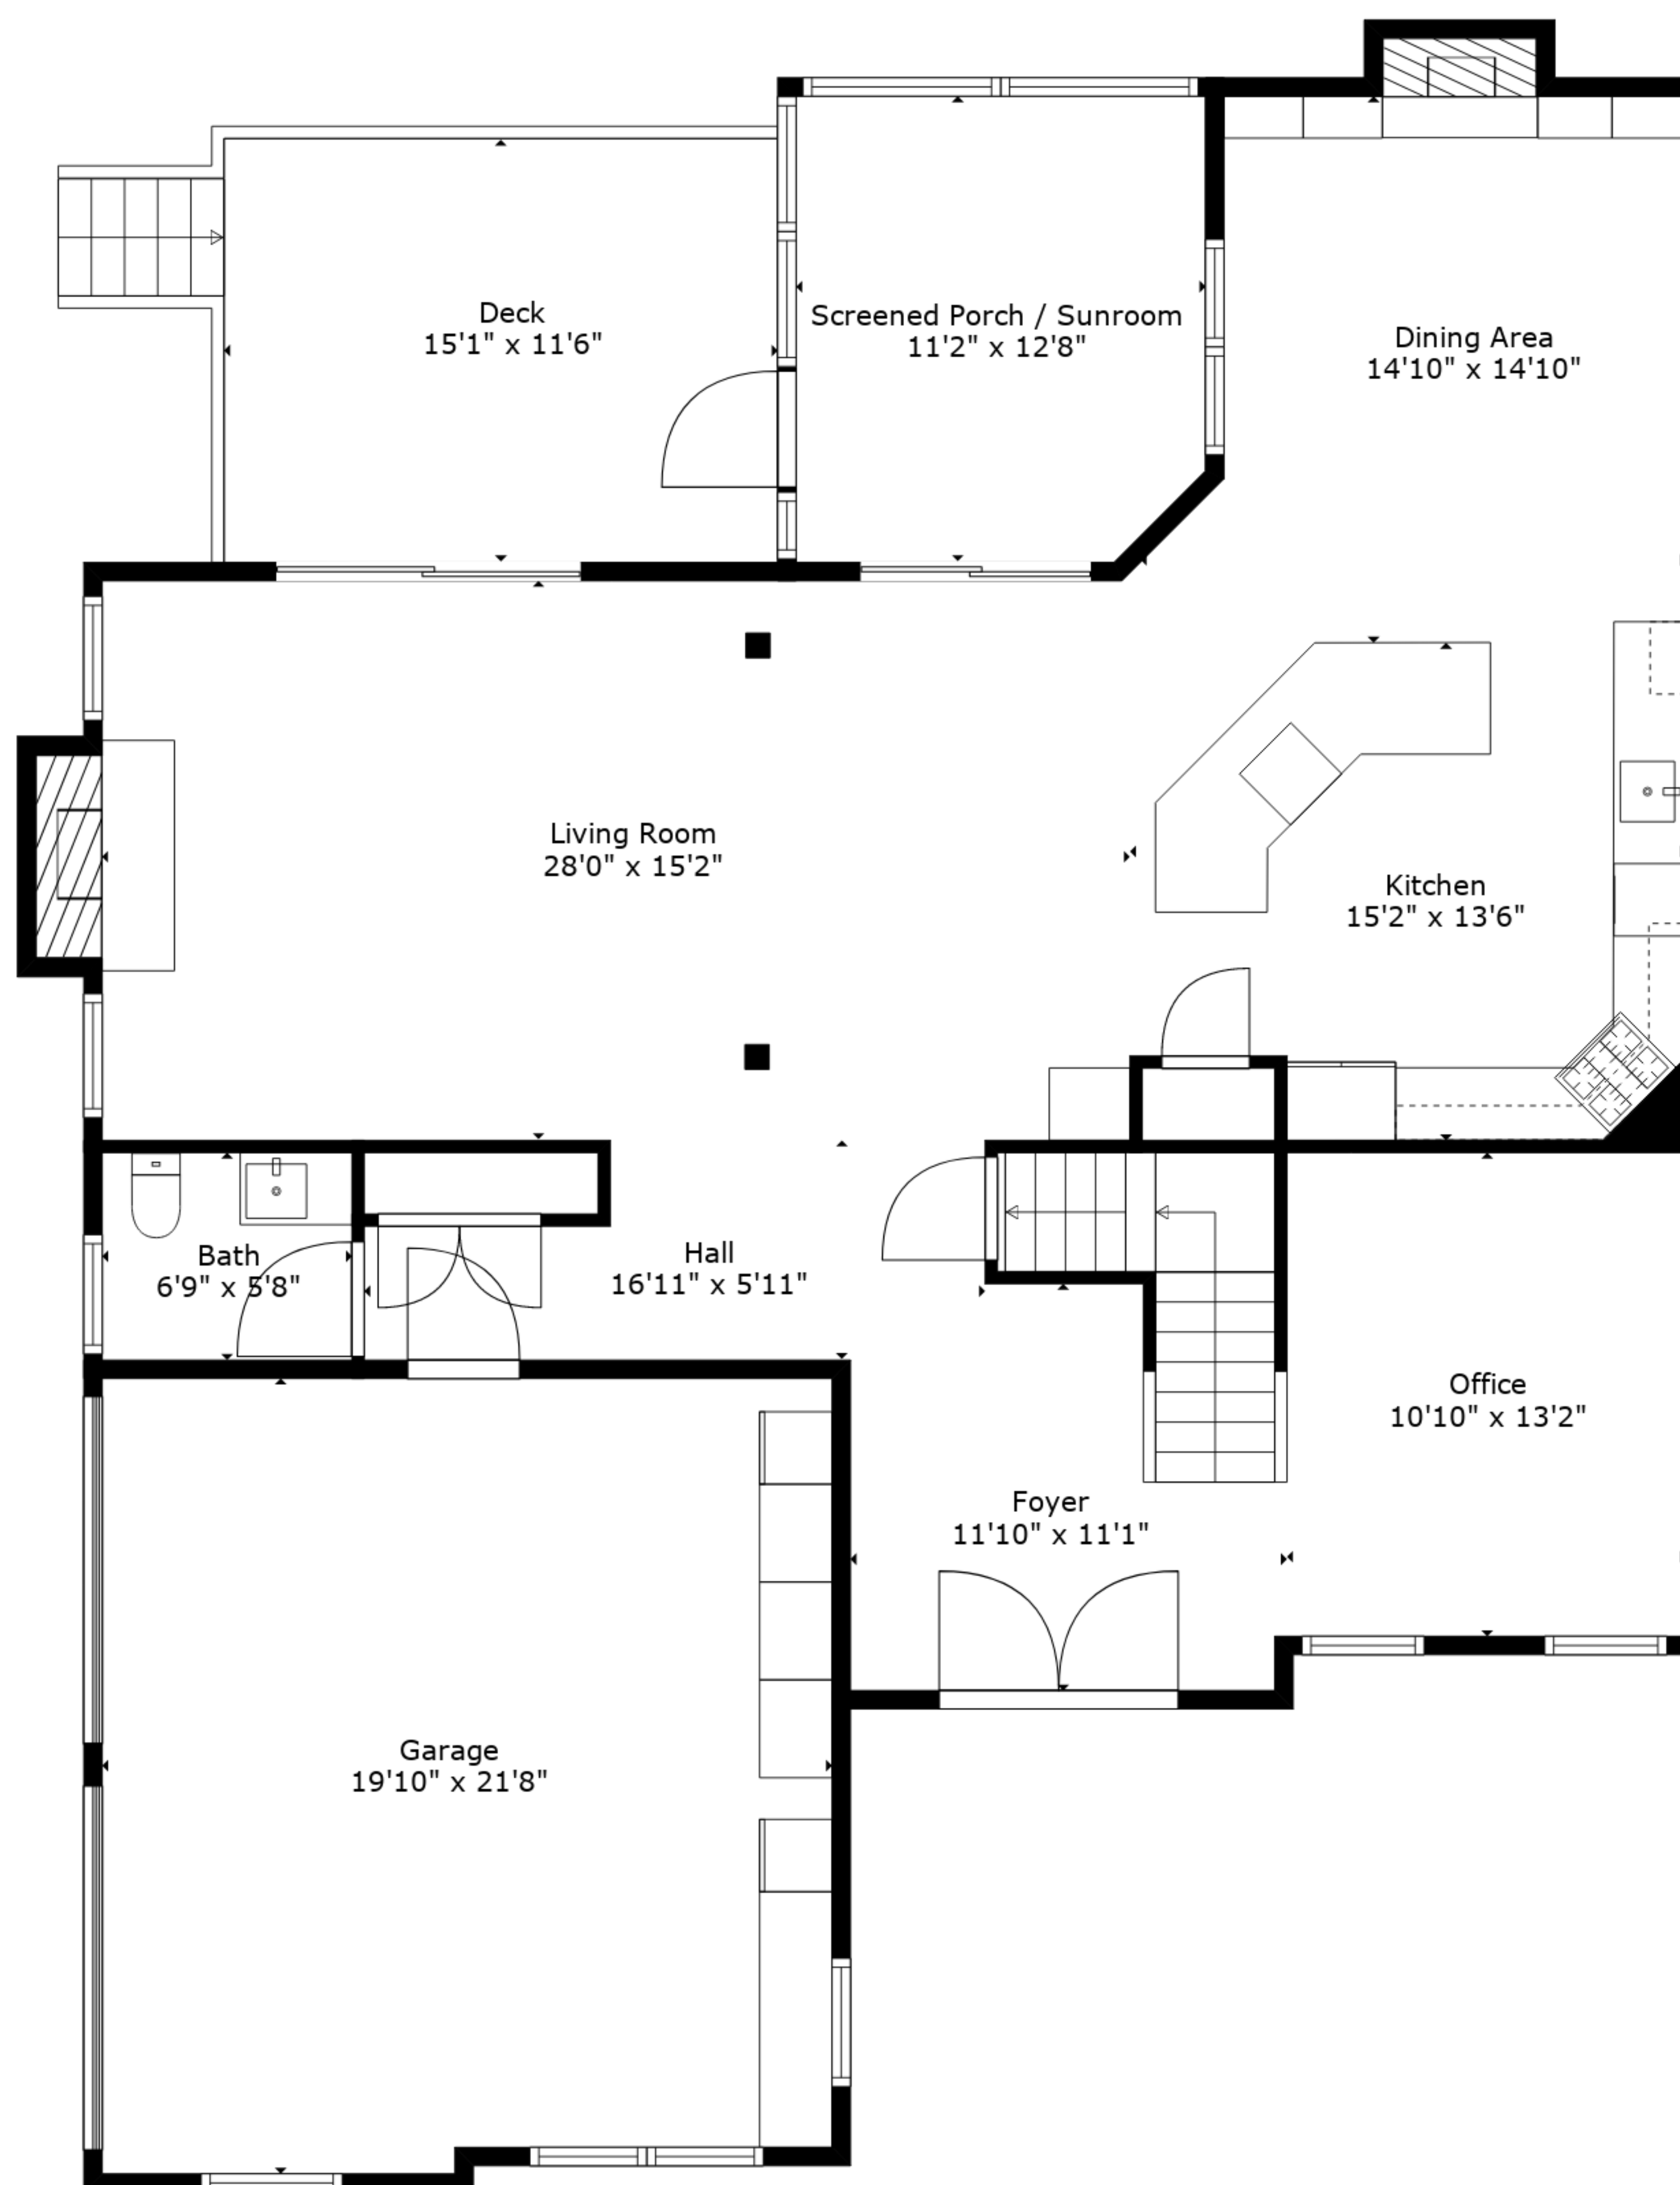 Deck
15'1" x 11'6"
Screened Porch / Sunroom
11'2" x 12'8"
Dining Area
14'10" x 14'10"
Living Room
28'0" x 15'2"
Kitchen
15'2" x 13'6"
Bath
6'9" x 5'8"
Hall
16'11" x 5'11"
Office
10'10" x 13'2"
Foyer
11'10" x 11'1"
Garage
19'10" x 21'8"